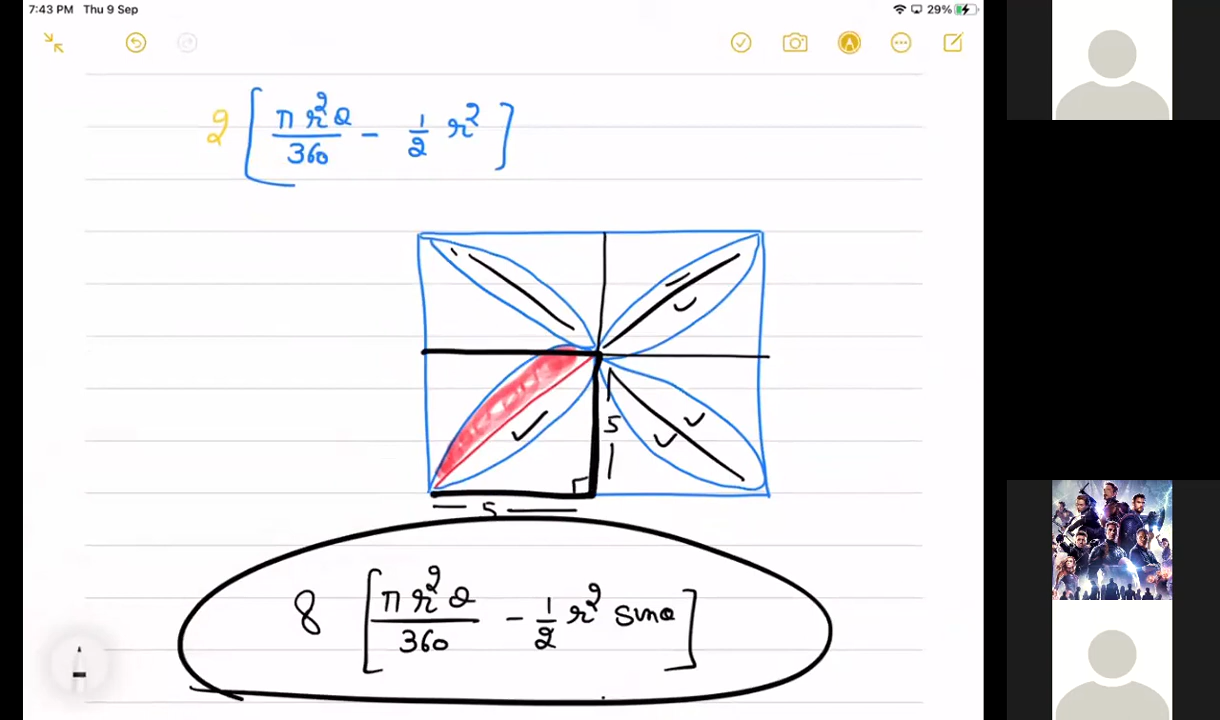 7:43 PM Thu 9 Sep
29%
2 [ πr²θ/360 - 1/2 r² ]
5
5
8 [ πr²θ/360 - 1/2 r² sinθ ]